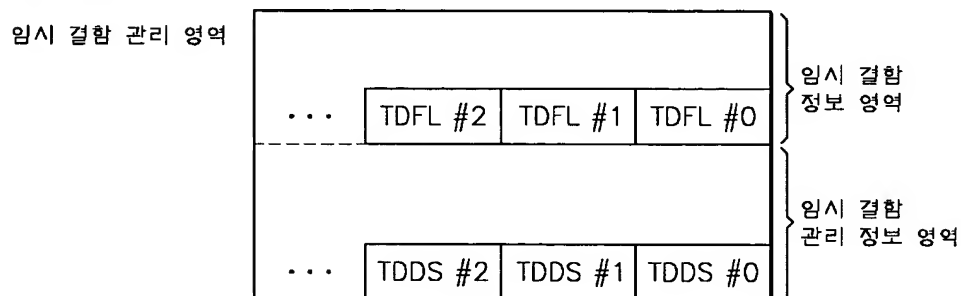 임시 결함 관리 영역
임시 결함
정보 영역
... TDFL #2 TDFL #1 TDFL #0
임시 결함
관리 정보 영역
... TDDS #2 TDDS #1 TDDS #0